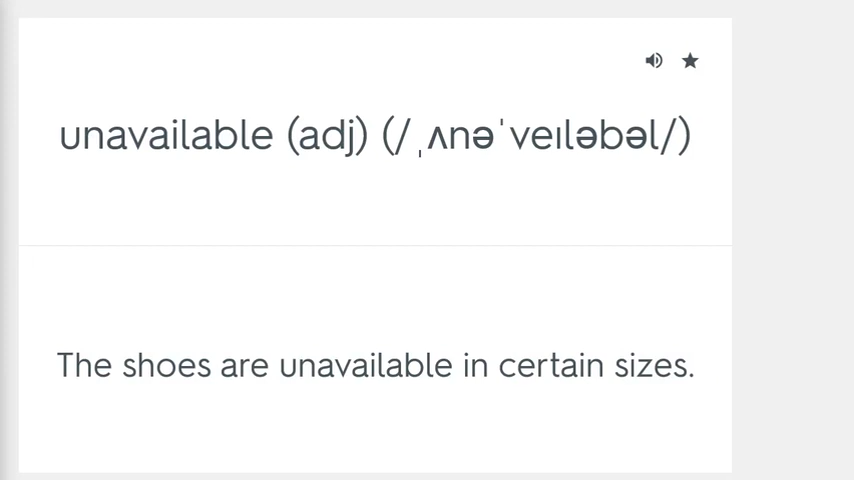 unavailable (adj) (/ˌʌnəˈveɪləbəl/)
The shoes are unavailable in certain sizes.